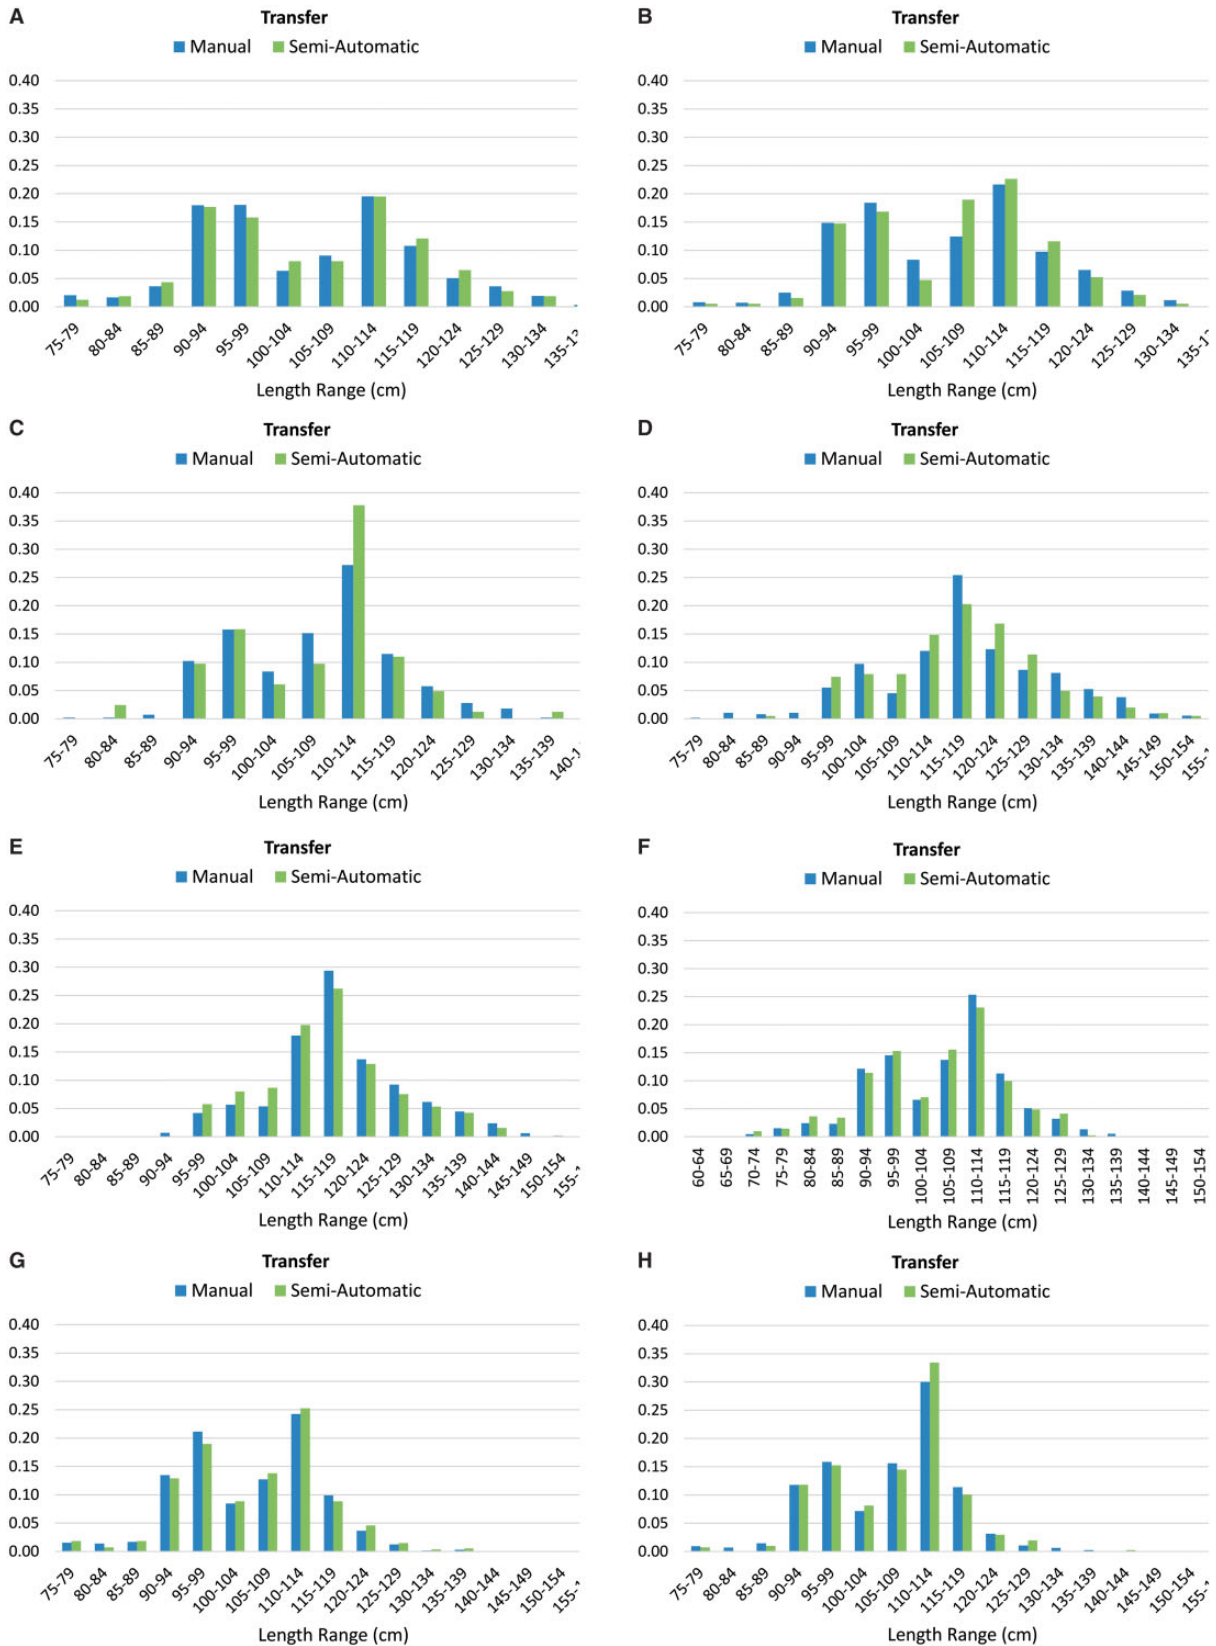 A
Transfer
Manual Semi-Automatic
0.40
0.35
0.30
0.25
0.20
0.15
0.10
0.05
0.00
75-79 80-84 85-89 90-94 95-99 100-104 105-109 110-114 115-119 120-124 125-129 130-134 135-1
Length Range (cm)
B
Transfer
Manual Semi-Automatic
0.40
0.35
0.30
0.25
0.20
0.15
0.10
0.05
0.00
75-79 80-84 85-89 90-94 95-99 100-104 105-109 110-114 115-119 120-124 125-129 130-134 135-1
Length Range (cm)
C
Transfer
Manual Semi-Automatic
0.40
0.35
0.30
0.25
0.20
0.15
0.10
0.05
0.00
75-79 80-84 85-89 90-94 95-99 100-104 105-109 110-114 115-119 120-124 125-129 130-134 135-139 140-
Length Range (cm)
D
Transfer
Manual Semi-Automatic
0.40
0.35
0.30
0.25
0.20
0.15
0.10
0.05
0.00
75-79 80-84 85-89 90-94 95-99 100-104 105-109 110-114 115-119 120-124 125-129 130-134 135-139 140-144 145-149 150-154 155-
Length Range (cm)
E
Transfer
Manual Semi-Automatic
0.40
0.35
0.30
0.25
0.20
0.15
0.10
0.05
0.00
75-79 80-84 85-89 90-94 95-99 100-104 105-109 110-114 115-119 120-124 125-129 130-134 135-139 140-144 145-149 150-154 155-
Length Range (cm)
F
Transfer
Manual Semi-Automatic
0.40
0.35
0.30
0.25
0.20
0.15
0.10
0.05
0.00
60-64 65-69 70-74 75-79 80-84 85-89 90-94 95-99 100-104 105-109 110-114 115-119 120-124 125-129 130-134 135-139 140-144 145-149 150-154
Length Range (cm)
G
Transfer
Manual Semi-Automatic
0.40
0.35
0.30
0.25
0.20
0.15
0.10
0.05
0.00
75-79 80-84 85-89 90-94 95-99 100-104 105-109 110-114 115-119 120-124 125-129 130-134 135-139 140-144 145-149 150-154 155-
Length Range (cm)
H
Transfer
Manual Semi-Automatic
0.40
0.35
0.30
0.25
0.20
0.15
0.10
0.05
0.00
75-79 80-84 85-89 90-94 95-99 100-104 105-109 110-114 115-119 120-124 125-129 130-134 135-139 140-144 145-149 150-154 155-
Length Range (cm)